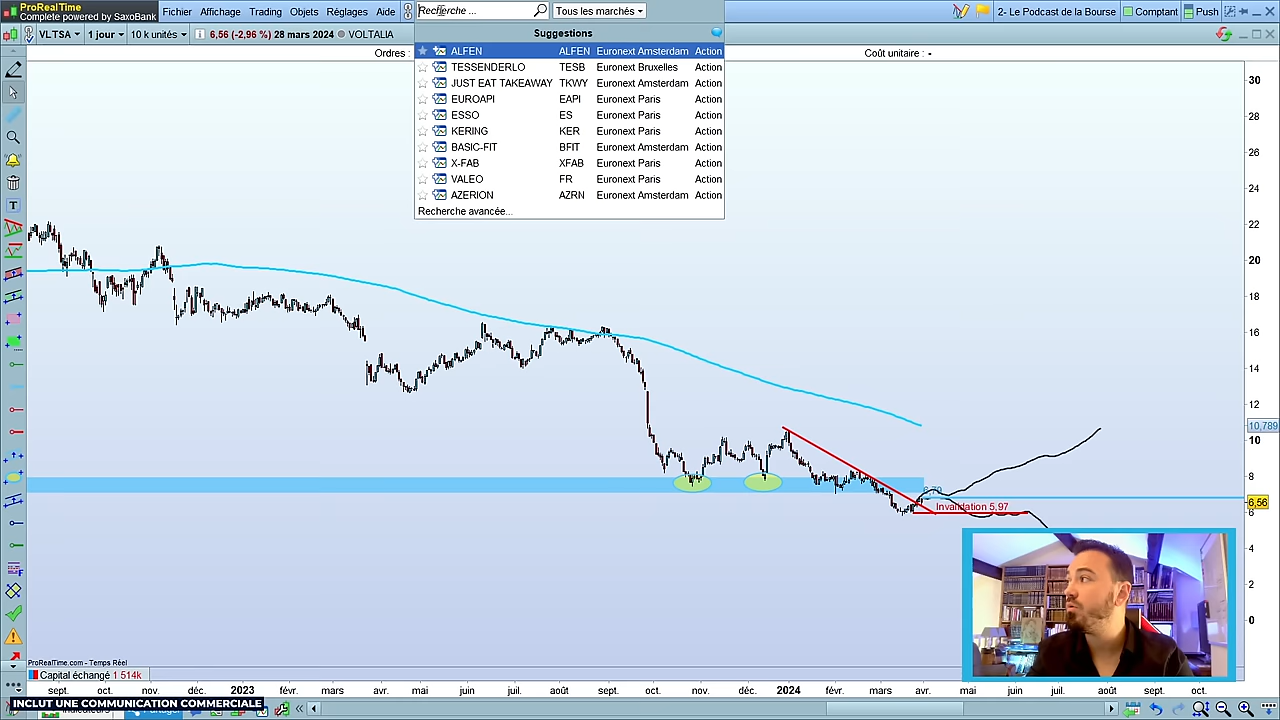 ProRealTime
Complete powered by SaxoBank
Fichier Affichage Trading Objets Réglages Aide
Recherche ...
Tous les marchés
2- Le Podcast de la Bourse
Comptant
Push
VLTSA 1 jour 10 k unités
6,56 (-2,96 %) 28 mars 2024 VOLTALIA
Suggestions
Ordres :
Coût unitaire : -
ALFEN ALFEN Euronext Amsterdam Action
TESSENDERLO TESB Euronext Bruxelles Action
JUST EAT TAKEAWAY TKWY Euronext Amsterdam Action
EUROAPI EAPI Euronext Paris Action
ESSO ES Euronext Paris Action
KERING KER Euronext Paris Action
BASIC-FIT BFIT Euronext Amsterdam Action
X-FAB XFAB Euronext Paris Action
VALEO FR Euronext Paris Action
AZERION AZRN Euronext Amsterdam Action
Recherche avancée...
30
28
26
24
22
20
18
16
14
12
10,789
10
8
6,70
6,56
6
Invalidation 5,97
4
2
0
ProRealTime.com - Temps Réel
Capital échangé 1 514k
sept. oct. nov. déc. 2023 févr. mars avr. mai juin juil. août sept. oct. nov. déc. 2024 févr. mars avr. mai juin juil. août sept. oct.
INCLUT UNE COMMUNICATION COMMERCIALE